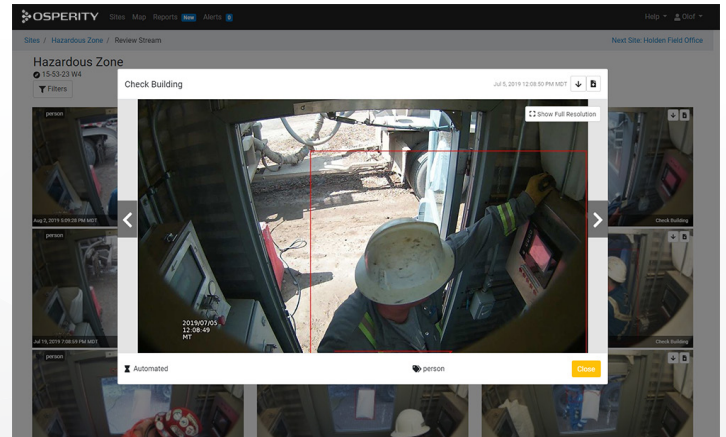 OSPERITY Sites Map Reports New Alerts 0 Help Olof
Sites / Hazardous Zone / Review Stream Next Site: Holden Field Office
Hazardous Zone
15-53-23 W4
Filters
Check Building Jul 5, 2019 12:08:50 PM MDT
Show Full Resolution
person
Aug 2, 2019 5:09:28 PM MDT Check Building
person
2019/07/05
12:08:49
MT
Jul 19, 2019 7:08:59 PM MDT Check Building
Automated person Close
person